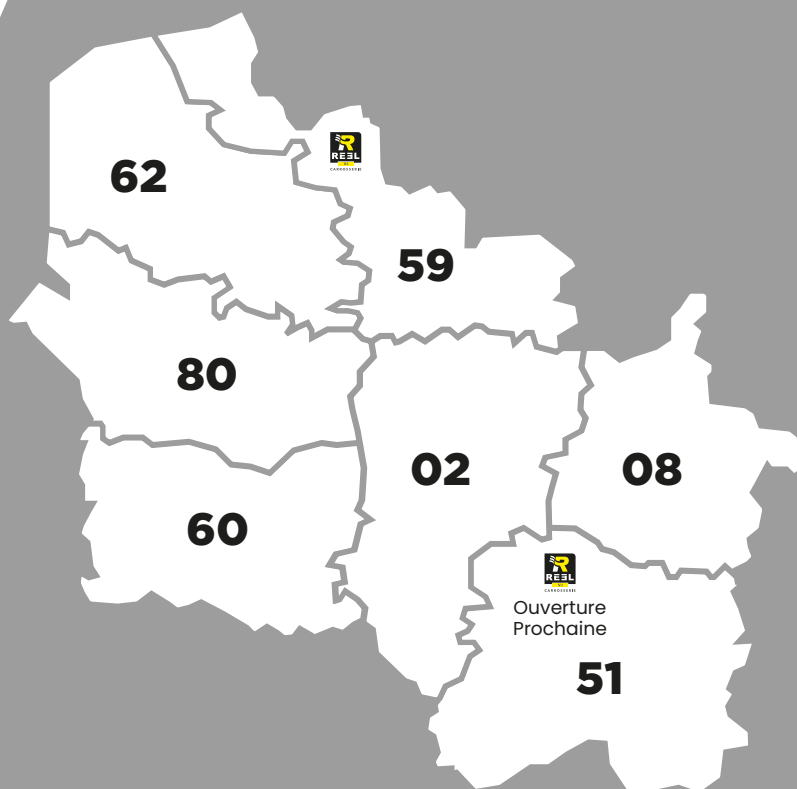 REEL
CARROSSERIE
62
59
80
02
08
60
REEL
CARROSSERIE
Ouverture
Prochaine
51